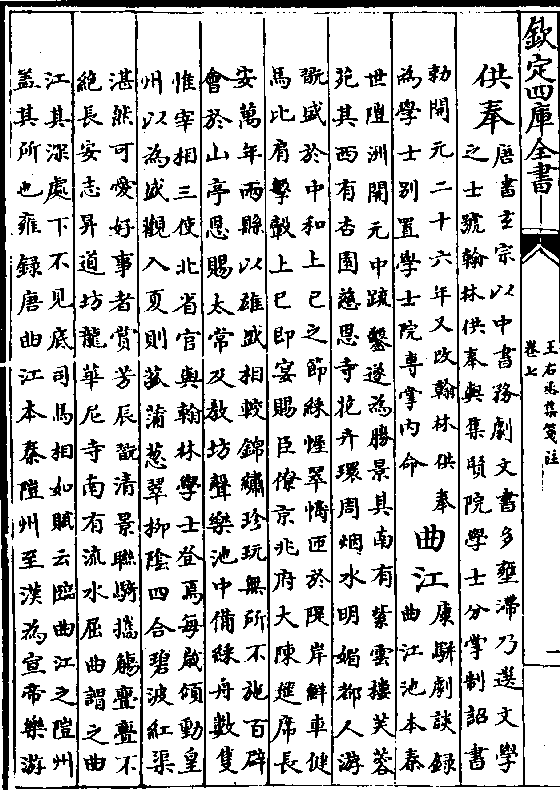 欽定四庫全書
王右丞集箋註
卷七
一
供奉
唐書玄宗以中書務劇文書多壅滯乃選文學
之士號翰林供奉與集賢院學士分掌制詔書
勅開元二十六年又改翰林供奉
為學士別置學士院專掌內命
曲江
康駢劇談錄
曲江池本秦
世隑洲開元中疏鑿遂為勝景其南有紫雲樓芙蓉
苑其西有杏園慈恩寺花卉環周烟水明媚都人游
翫盛於中和上巳之節綵幄翠幬匝於隄岸鮮車健
馬比肩擊轂上巳即宴賜臣僚京兆府大陳筵席長
安萬年兩縣以雄盛相較錦繡珍玩無所不施百辟
會於山亭恩賜太常及教坊聲樂池中備綵舟數隻
惟宰相三使北省官與翰林學士登焉每歲傾動皇
州以為盛觀入夏則菰蒲葱翠柳陰四合碧波紅蕖
湛然可愛好事者賞芳辰翫清景聯騎攜觴亹亹不
絕長安志昇道坊龍華尼寺南有流水屈曲謂之曲
江其深處下不見底司馬相如賦云臨曲江之隑州
蓋其所也雍錄唐曲江本秦隑州至漢為宣帝樂游